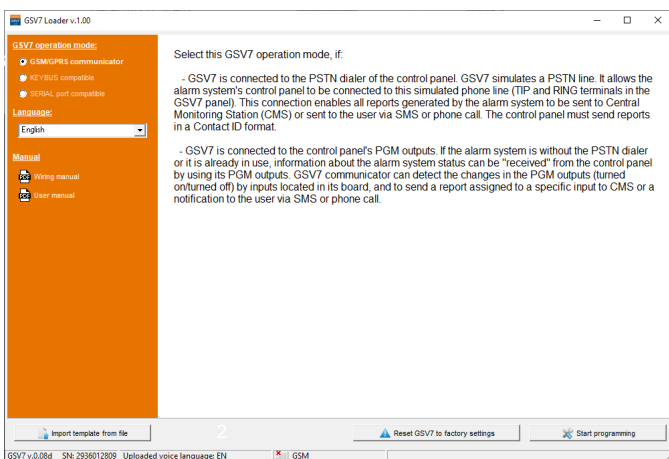 GSV7 Loader v.1.00
GSV7 operation mode:
GSM/GPRS communicator
KEYBUS compatible
SERIAL port compatible
Language:
English
Manual
Wiring manual
User manual
Select this GSV7 operation mode, if:
- GSV7 is connected to the PSTN dialer of the control panel. GSV7 simulates a PSTN line. It allows the
alarm system's control panel to be connected to this simulated phone line (TIP and RING terminals in the
GSV7 panel). This connection enables all reports generated by the alarm system to be sent to Central
Monitoring Station (CMS) or sent to the user via SMS or phone call. The control panel must send reports
in a Contact ID format.
- GSV7 is connected to the control panel's PGM outputs. If the alarm system is without the PSTN dialer
or it is already in use, information about the alarm system status can be "received" from the control panel
by using its PGM outputs. GSV7 communicator can detect the changes in the PGM outputs (turned
on/turned off) by inputs located in its board, and to send a report assigned to a specific input to CMS or a
notification to the user via SMS or phone call.
Import template from file
2
Reset GSV7 to factory settings
Start programming
GSV7 v.0.08d SN: 2936012809 Uploaded voice language: EN GSM